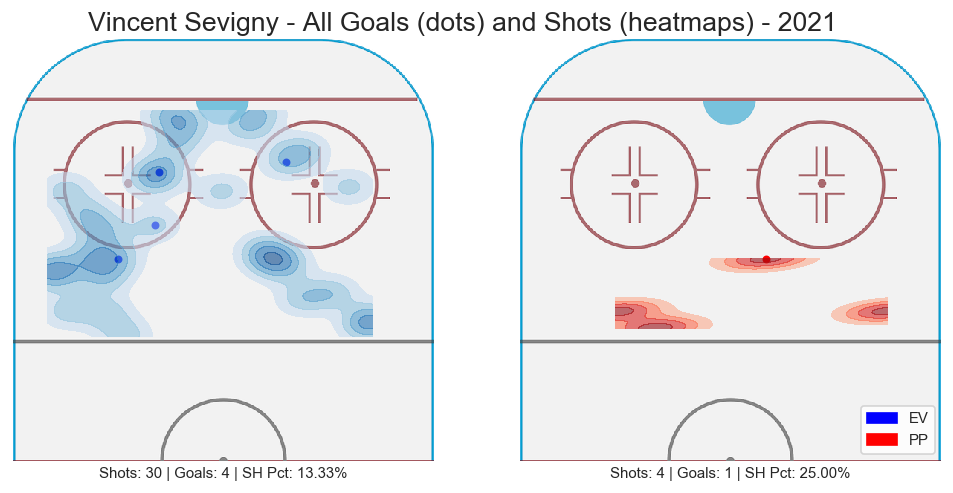 Vincent Sevigny - All Goals (dots) and Shots (heatmaps) - 2021
EV
PP
Shots: 30 | Goals: 4 | SH Pct: 13.33%
Shots: 4 | Goals: 1 | SH Pct: 25.00%